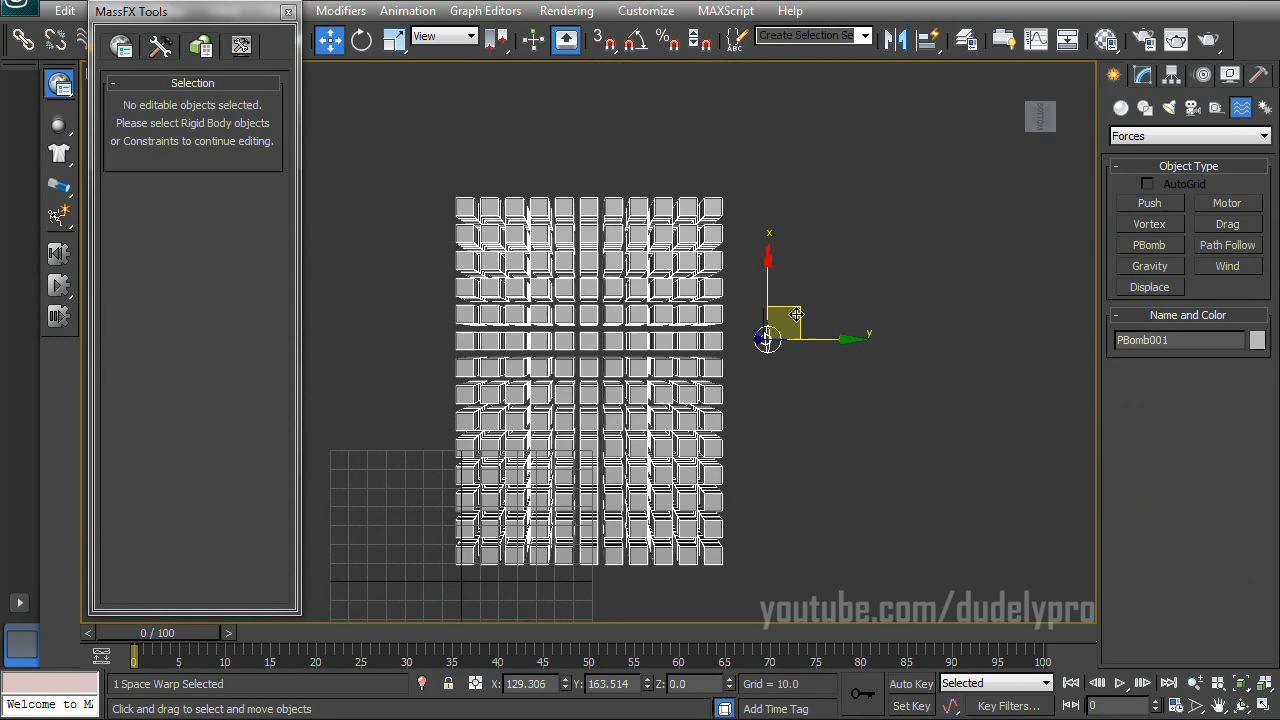 Edit
MassFX Tools
Modifiers
Animation
Graph Editors
Rendering
Customize
MAXScript
Help
View
3
Create Selection Se
Selection
No editable objects selected.
Please select Rigid Body objects
or Constraints to continue editing.
BOTTOM
Forces
Object Type
AutoGrid
Push
Motor
Vortex
Drag
PBomb
Path Follow
Gravity
Wind
Displace
Name and Color
PBomb001
x
y
youtube.com/dudelypro
0 / 100
0 5 10 15 20 25 30 35 40 45 50 55 60 65 70 75 80 85 90 95 100
1 Space Warp Selected
X: 129.306
Y: 163.514
Z: 0.0
Grid = 10.0
Auto Key
Selected
Welcome to M
Click and drag to select and move objects
Add Time Tag
Set Key
Key Filters...
0